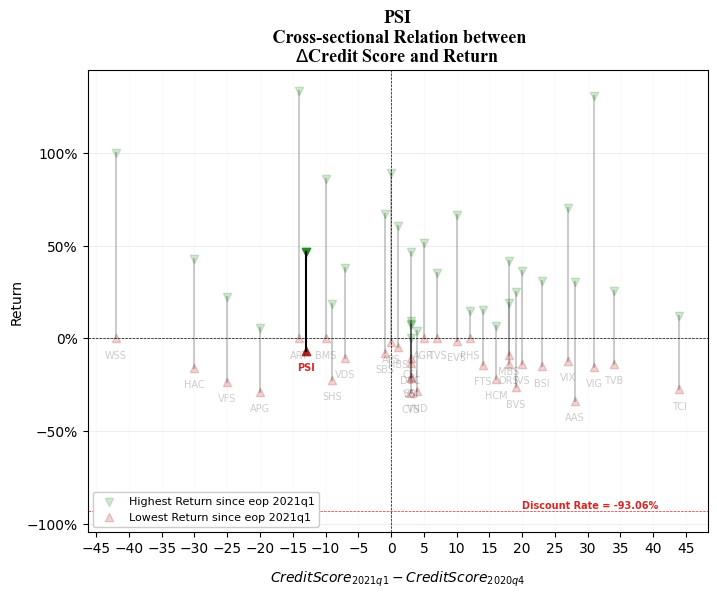 PSI
Cross-sectional Relation between
ΔCredit Score and Return
Return
100%
50%
0%
−50%
−100%
WSS
HAC
VFS
APG
PSI
BMS
SHS
VDS
SBS
AGR
TVS
EVS
FTS
HCM
MBS
BVS
BSI
VIX
AAS
VIG
TVB
TCI
Discount Rate = -93.06%
Highest Return since eop 2021q1
Lowest Return since eop 2021q1
−45 −40 −35 −30 −25 −20 −15 −10 −5 0 5 10 15 20 25 30 35 40 45
CreditScore2021q1 − CreditScore2020q4